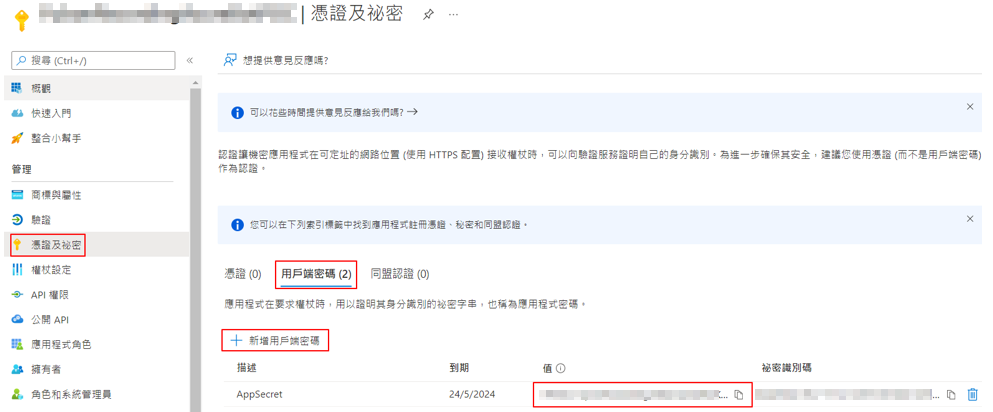 | 憑證及祕密
搜尋 (Ctrl+/)
想提供意見反應嗎?
概觀
快速入門
整合小幫手
管理
商標與屬性
驗證
憑證及祕密
權杖設定
API 權限
公開 API
應用程式角色
擁有者
角色和系統管理員
可以花些時間提供意見反應給我們嗎?
認證讓機密應用程式在可定址的網路位置 (使用 HTTPS 配置) 接收權杖時，可以向驗證服務證明自己的身分識別。為進一步確保其安全，建議您使用憑證 (而不是用戶端密碼)
作為認證。
您可以在下列索引標籤中找到應用程式註冊憑證、秘密和同盟認證。
憑證 (0) 用戶端密碼 (2) 同盟認證 (0)
應用程式在要求權杖時，用以證明其身分識別的祕密字串，也稱為應用程式密碼。
新增用戶端密碼
描述 到期 值 祕密識別碼
AppSecret 24/5/2024